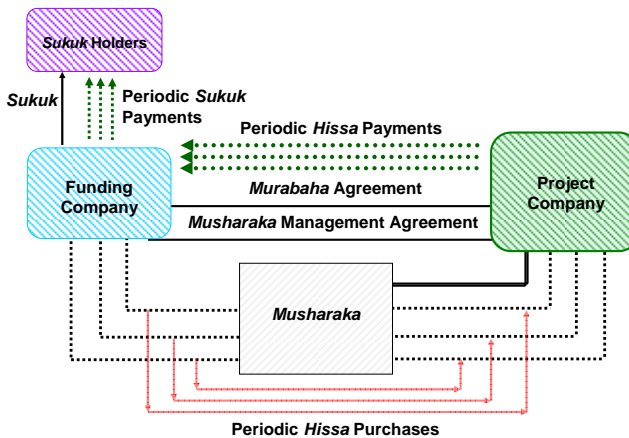 Sukuk Holders
Sukuk
Periodic Sukuk
Payments
Periodic Hissa Payments
Funding
Company
Murabaha Agreement
Musharaka Management Agreement
Project
Company
Musharaka
Periodic Hissa Purchases